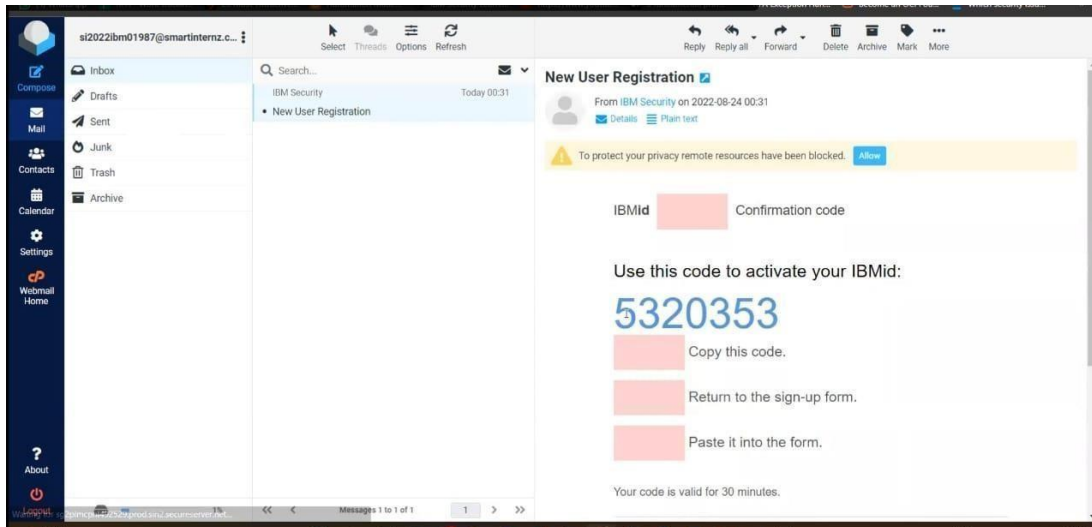 si2022ibm01987@smartinternz.c...
Select Threads Options Refresh
Reply Reply all Forward Delete Archive Mark More
Compose
Mail
Contacts
Calendar
Settings
cP
Webmail Home
?
About
Logout
Inbox
Drafts
Sent
Junk
Trash
Archive
Search...
IBM Security Today 00:31
• New User Registration
Messages 1 to 1 of 1
1
New User Registration
From IBM Security on 2022-08-24 00:31
Details Plain text
To protect your privacy remote resources have been blocked. Allow
IBMid Confirmation code
Use this code to activate your IBMid:
5320353
Copy this code.
Return to the sign-up form.
Paste it into the form.
Your code is valid for 30 minutes.